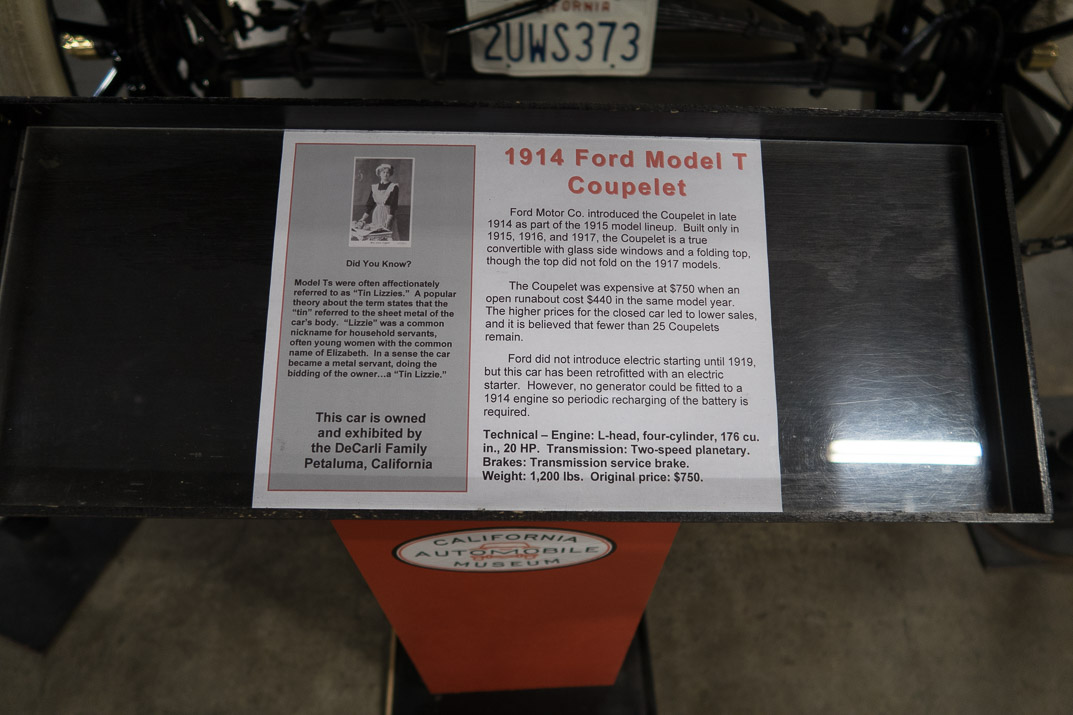 CALIFORNIA
2UWS373
Did You Know?
Model Ts were often affectionately
referred to as “Tin Lizzies.”  A popular
theory about the term states that the
“tin” referred to the sheet metal of the
car’s body.  “Lizzie” was a common
nickname for household servants,
often young women with the common
name of Elizabeth.  In a sense the car
became a metal servant, doing the
bidding of the owner…a “Tin Lizzie.”
This car is owned
and exhibited by
the DeCarli Family
Petaluma, California
1914 Ford Model T
Coupelet
Ford Motor Co. introduced the Coupelet in late
1914 as part of the 1915 model lineup.  Built only in
1915, 1916, and 1917, the Coupelet is a true
convertible with glass side windows and a folding top,
though the top did not fold on the 1917 models.
The Coupelet was expensive at $750 when an
open runabout cost $440 in the same model year.
The higher prices for the closed car led to lower sales,
and it is believed that fewer than 25 Coupelets
remain.
Ford did not introduce electric starting until 1919,
but this car has been retrofitted with an electric
starter.  However, no generator could be fitted to a
1914 engine so periodic recharging of the battery is
required.
Technical – Engine: L-head, four-cylinder, 176 cu.
in., 20 HP.  Transmission: Two-speed planetary.
Brakes: Transmission service brake.
Weight: 1,200 lbs.  Original price: $750.
CALIFORNIA
AUTOMOBILE
MUSEUM